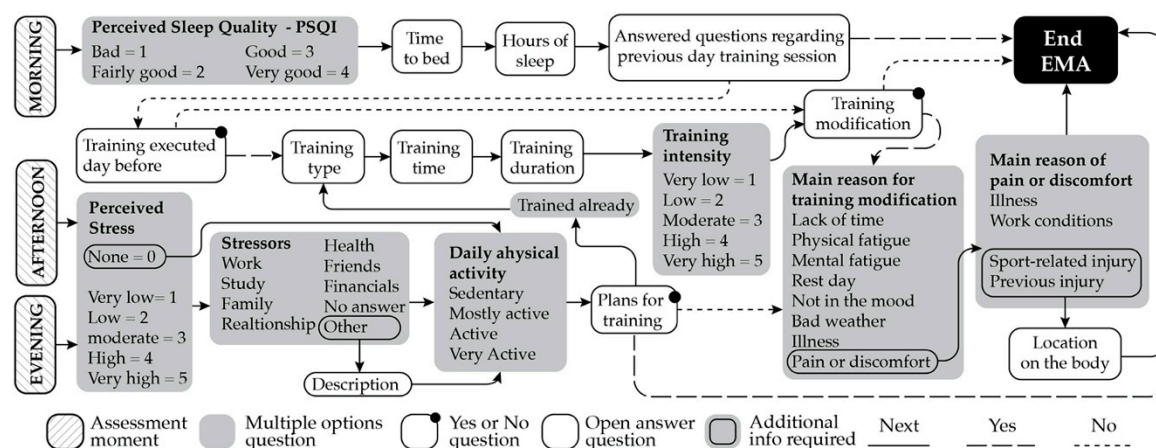 MORNING
Perceived Sleep Quality - PSQI
Bad = 1
Good = 3
Fairly good = 2
Very good = 4
Time
to bed
Hours of
sleep
Answered questions regarding
previous day training session
End
EMA
Training executed
day before
Training
type
Training
time
Training
duration
Training
intensity
Very low = 1
Low = 2
Moderate = 3
High = 4
Very high = 5
Training
modification
Main reason for
training modification
Lack of time
Physical fatigue
Mental fatigue
Rest day
Not in the mood
Bad weather
Illness
Pain or discomfort
Main reason of
pain or discomfort
Illness
Work conditions
Sport-related injury
Previous injury
Location
on the body
AFTERNOON
EVENING
Perceived
Stress
None = 0
Very low= 1
Low = 2
moderate = 3
High = 4
Very high = 5
Stressors
Work
Study
Family
Realtionship
Health
Friends
Financials
No answer
Other
Description
Daily ahysical
activity
Sedentary
Mostly active
Active
Very Active
Trained already
Plans for
training
Assessment
moment
Multiple options
question
Yes or No
question
Open answer
question
Additional
info required
Next
Yes
No